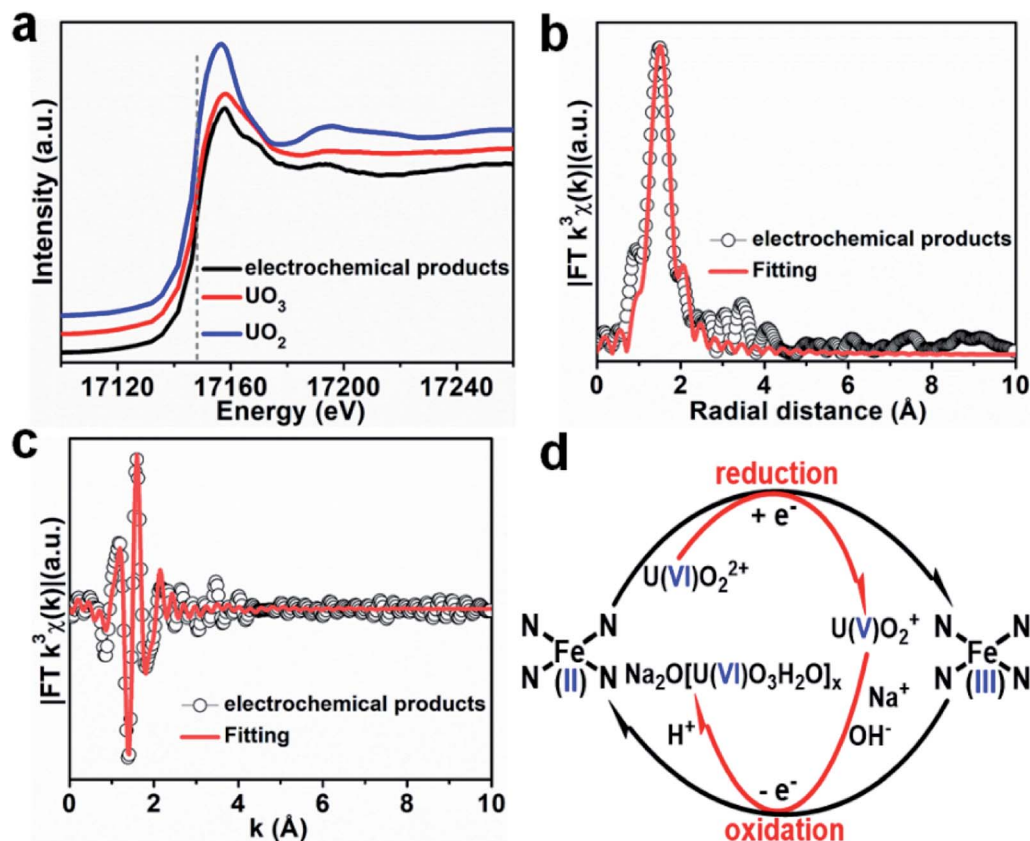 a
Intensity (a.u.)
electrochemical products
UO3
UO2
17120 17160 17200 17240
Energy (eV)
b
|FT k³χ(k)|(a.u.)
electrochemical products
Fitting
0 2 4 6 8 10
Radial distance (Å)
c
|FT k³χ(k)|(a.u.)
electrochemical products
Fitting
0 2 4 6 8 10
k (Å)
d
reduction
+ e⁻
U(VI)O₂²⁺
U(V)O₂⁺
N N
Fe
N (II) N
Na₂O[U(VI)O₃H₂O]ₓ
N N
Fe
N (III) N
Na⁺
H⁺
OH⁻
- e⁻
oxidation